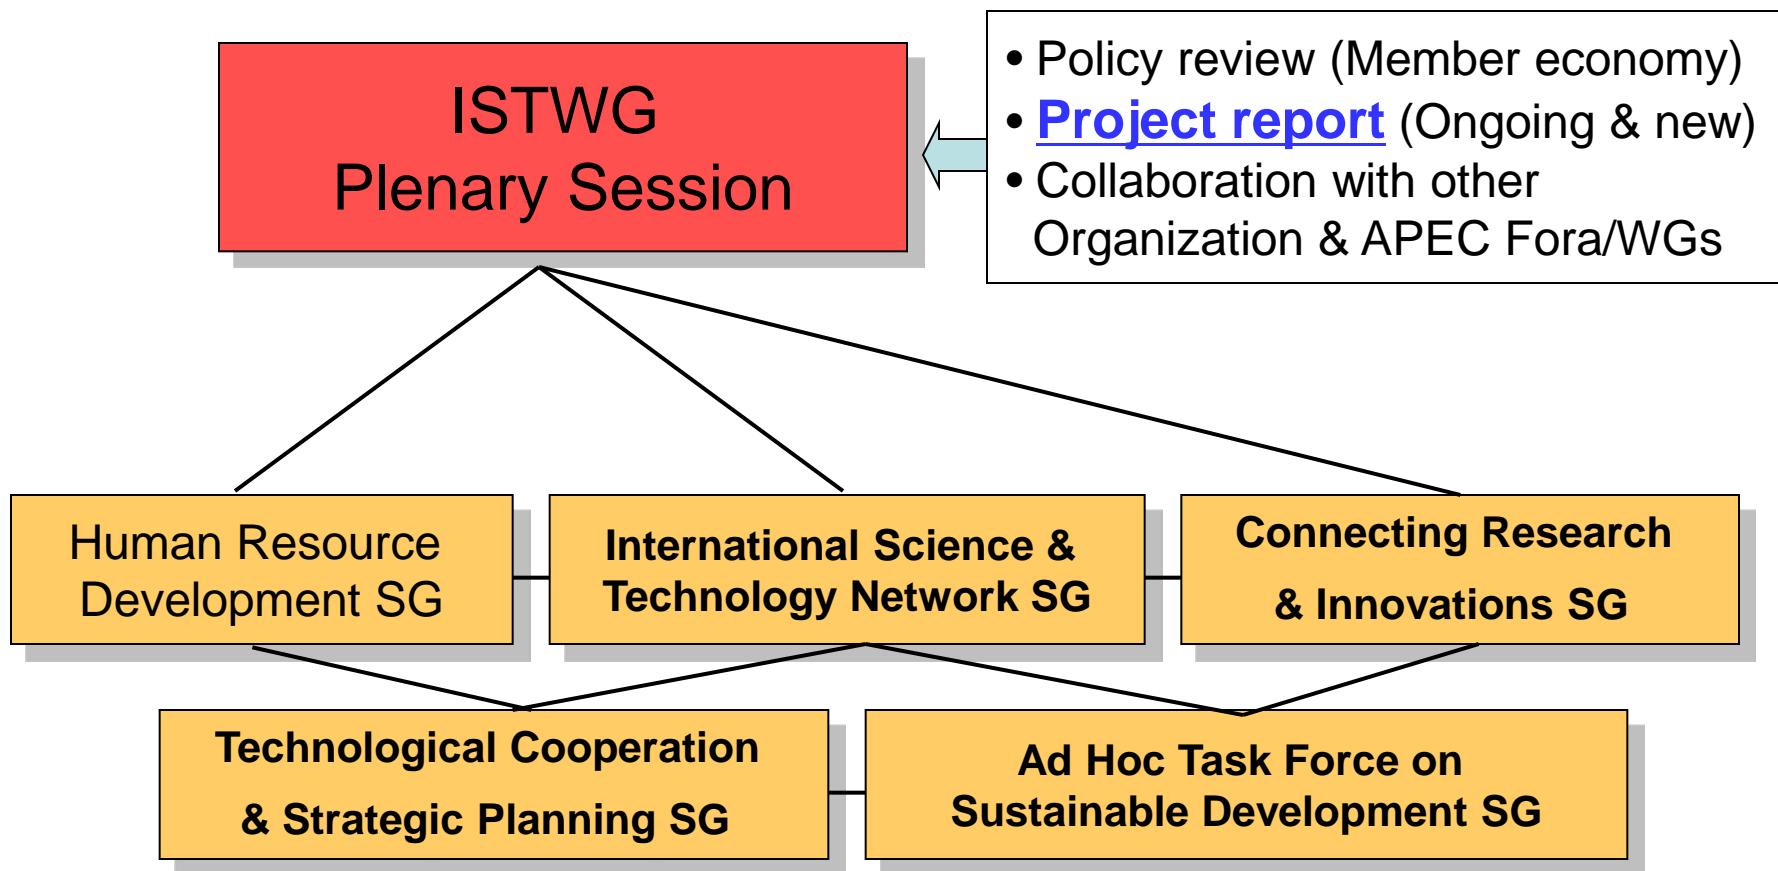 ISTWG
Plenary Session
• Policy review (Member economy)
• Project report (Ongoing & new)
• Collaboration with other
Organization & APEC Fora/WGs
Human Resource
Development SG
International Science &
Technology Network SG
Connecting Research
& Innovations SG
Technological Cooperation
& Strategic Planning SG
Ad Hoc Task Force on
Sustainable Development SG